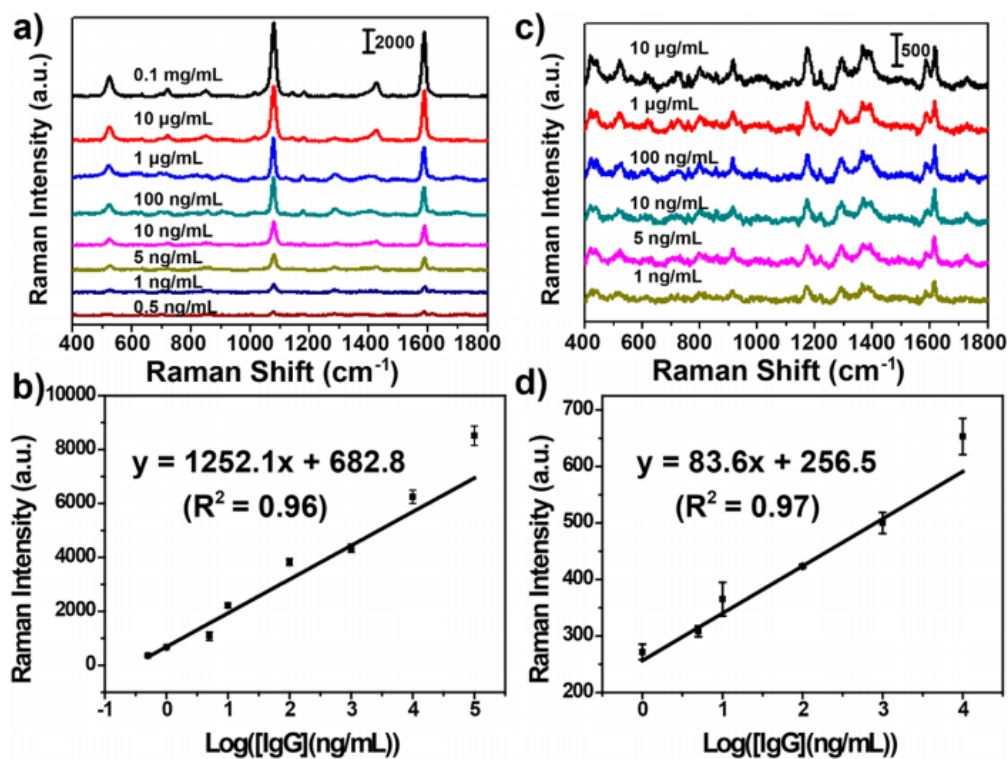 a)
2000
0.1 mg/mL
10 µg/mL
1 µg/mL
100 ng/mL
10 ng/mL
5 ng/mL
1 ng/mL
0.5 ng/mL
Raman Intensity (a.u.)
400 600 800 1000 1200 1400 1600 1800
Raman Shift (cm⁻¹)
c)
500
10 µg/mL
1 µg/mL
100 ng/mL
10 ng/mL
5 ng/mL
1 ng/mL
Raman Intensity (a.u.)
400 600 800 1000 1200 1400 1600 1800
Raman Shift (cm⁻¹)
b)
10000
8000
6000
4000
2000
0
Raman Intensity (a.u.)
y = 1252.1x + 682.8
(R² = 0.96)
-1 0 1 2 3 4 5
Log([IgG](ng/mL))
d)
700
600
500
400
300
200
Raman Intensity (a.u.)
y = 83.6x + 256.5
(R² = 0.97)
0 1 2 3 4
Log([IgG](ng/mL))